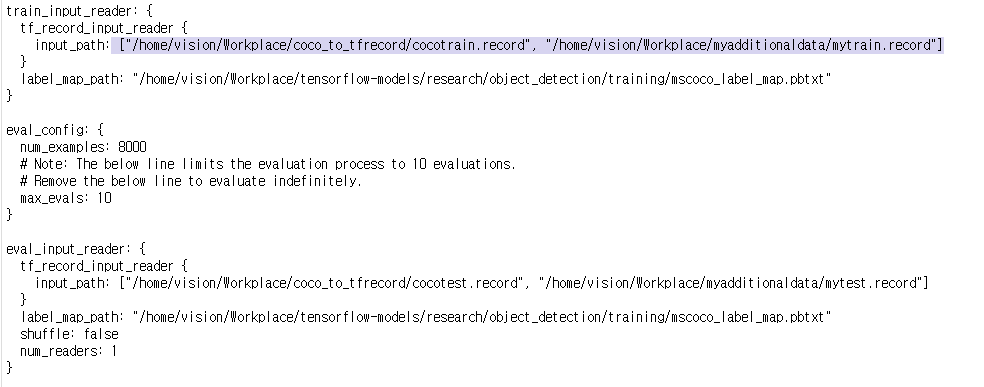 train_input_reader: {
  tf_record_input_reader {
    input_path: ["/home/vision/Workplace/coco_to_tfrecord/cocotrain.record", "/home/vision/Workplace/myadditionaldata/mytrain.record"]
  }
  label_map_path: "/home/vision/Workplace/tensorflow-models/research/object_detection/training/mscoco_label_map.pbtxt"
}

eval_config: {
  num_examples: 8000
  # Note: The below line limits the evaluation process to 10 evaluations.
  # Remove the below line to evaluate indefinitely.
  max_evals: 10
}

eval_input_reader: {
  tf_record_input_reader {
    input_path: ["/home/vision/Workplace/coco_to_tfrecord/cocotest.record", "/home/vision/Workplace/myadditionaldata/mytest.record"]
  }
  label_map_path: "/home/vision/Workplace/tensorflow-models/research/object_detection/training/mscoco_label_map.pbtxt"
  shuffle: false
  num_readers: 1
}